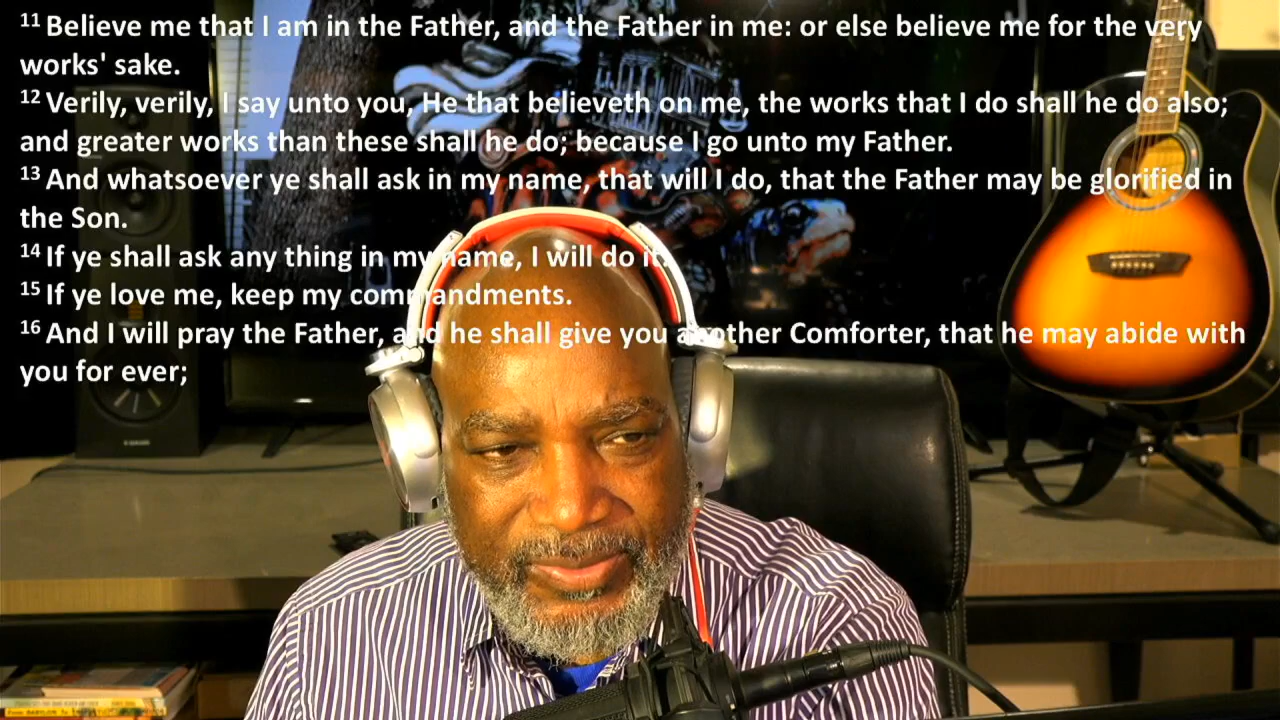 11 Believe me that I am in the Father, and the Father in me: or else believe me for the very
works' sake.
12 Verily, verily, I say unto you, He that believeth on me, the works that I do shall he do also;
and greater works than these shall he do; because I go unto my Father.
13 And whatsoever ye shall ask in my name, that will I do, that the Father may be glorified in
the Son.
14 If ye shall ask any thing in my name, I will do it.
15 If ye love me, keep my commandments.
16 And I will pray the Father, and he shall give you another Comforter, that he may abide with
you for ever;